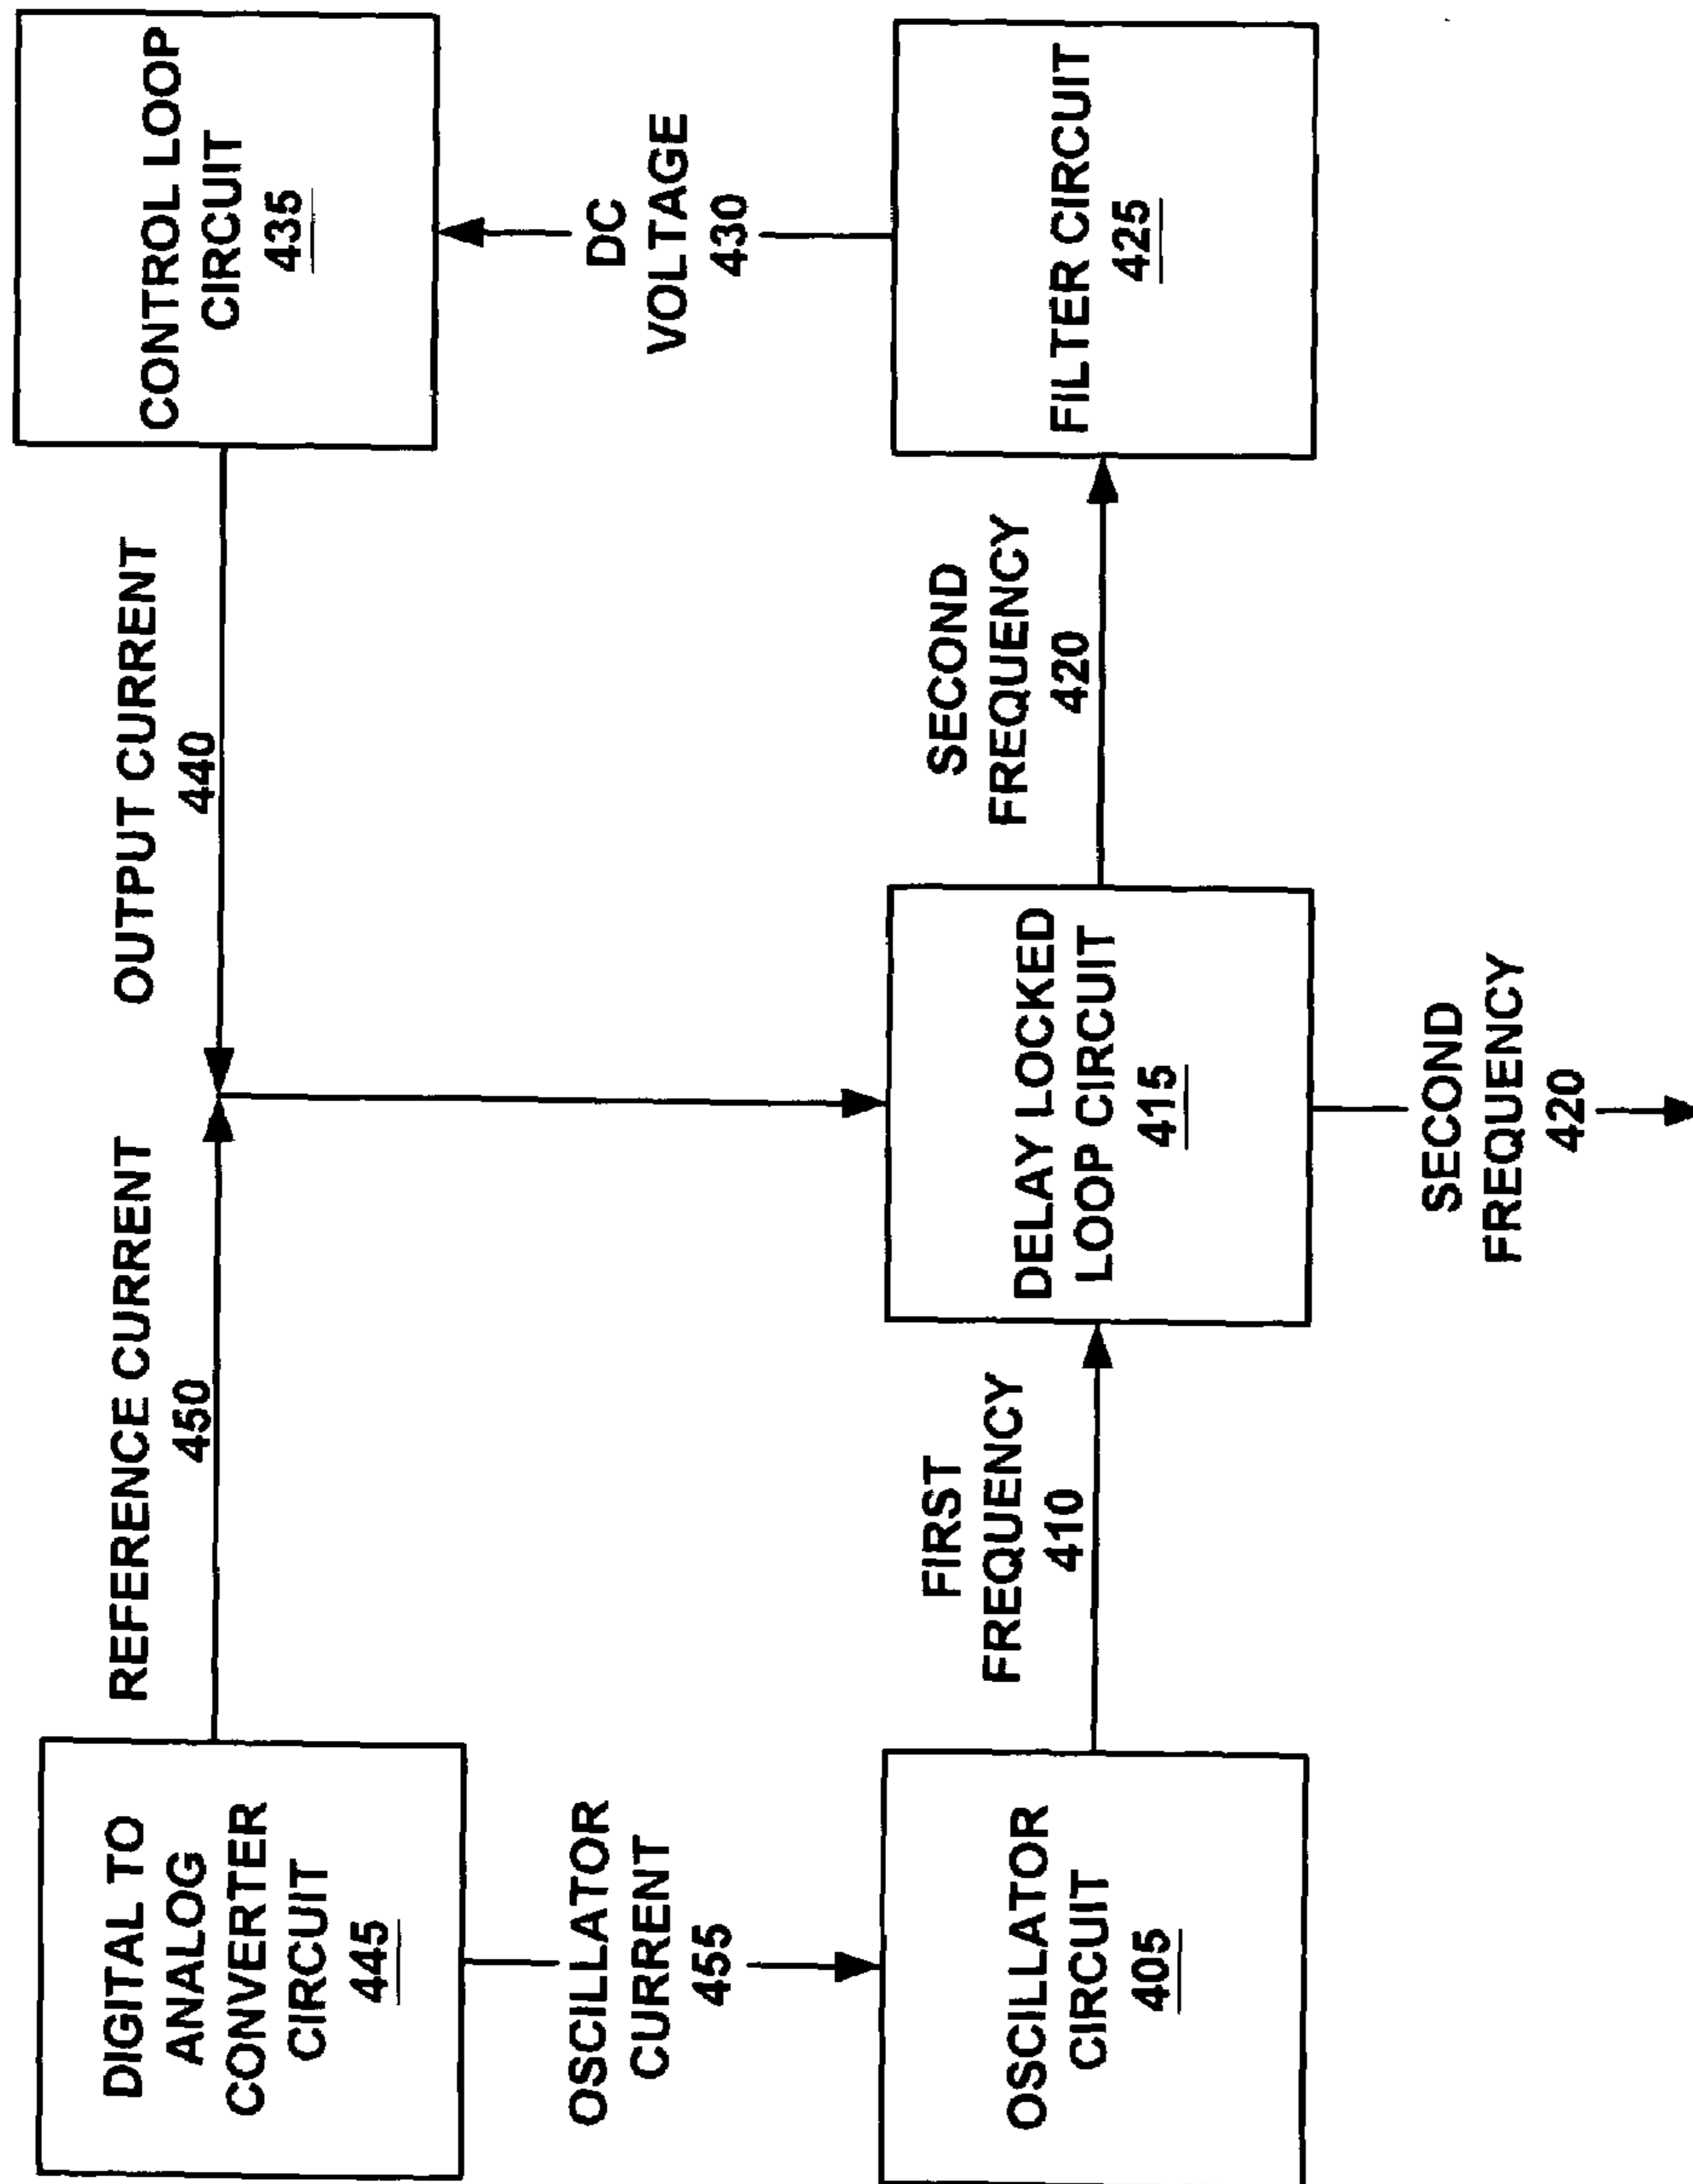 DIGITAL TO
ANALOG
CONVERTER
CIRCUIT
445
REFERENCE CURRENT
450
OUTPUT CURRENT
440
CONTROL LOOP
CIRCUIT
435
OSCILLATOR
CURRENT
455
DC
VOLTAGE
430
OSCILLATOR
CIRCUIT
405
FIRST
FREQUENCY
410
DELAY LOCKED
LOOP CIRCUIT
415
SECOND
FREQUENCY
420
FILTER CIRCUIT
425
SECOND
FREQUENCY
420